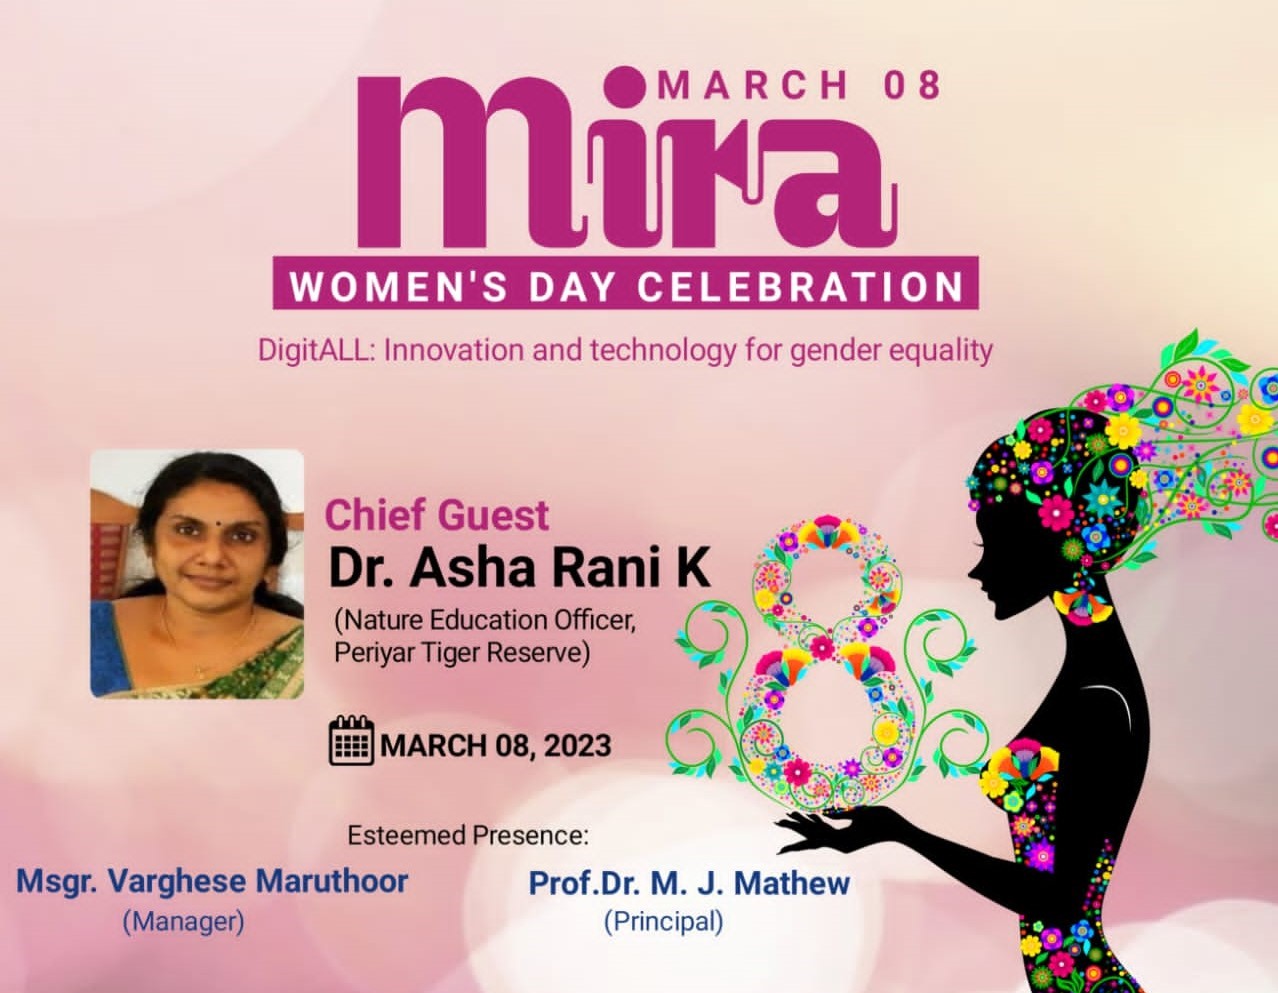 MARCH 08
mira
WOMEN'S DAY CELEBRATION
DigitALL: Innovation and technology for gender equality
Chief Guest
Dr. Asha Rani K
(Nature Education Officer,
Periyar Tiger Reserve)
MARCH 08, 2023
8
Esteemed Presence:
Msgr. Varghese Maruthoor
(Manager)
Prof.Dr. M. J. Mathew
(Principal)